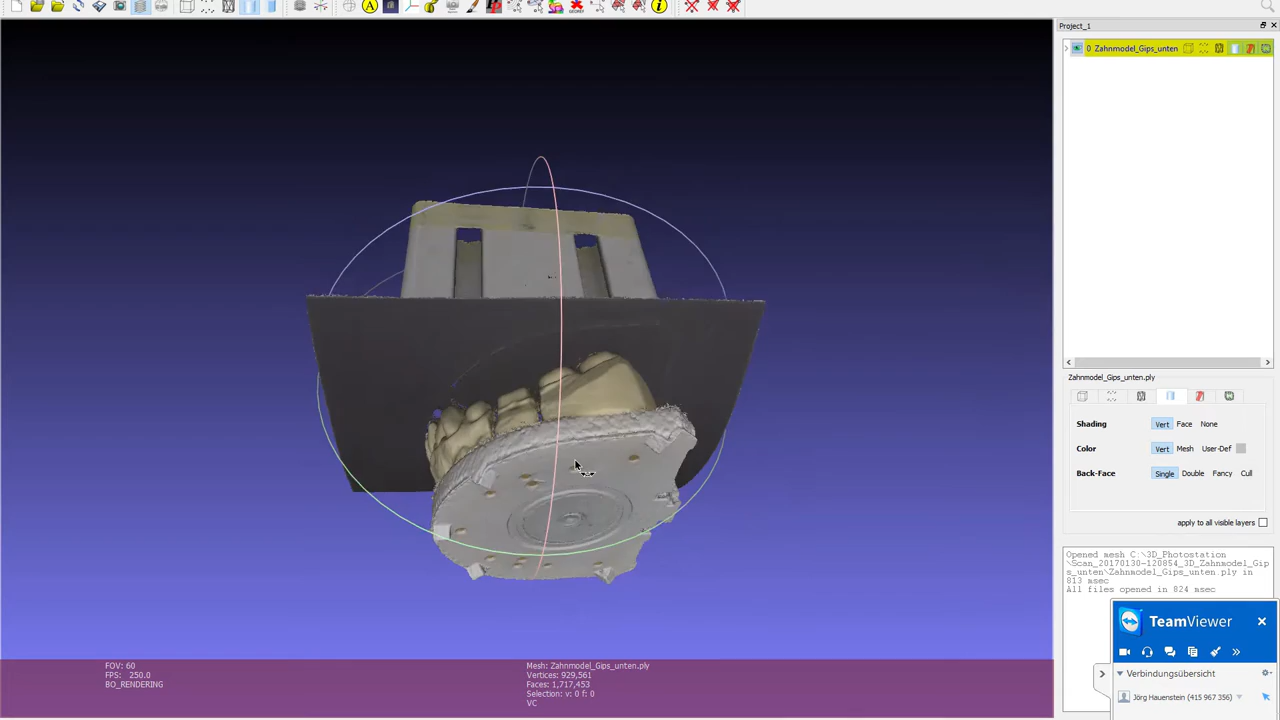 Project_1
0 Zahnmodel_Gips_unten
Zahnmodel_Gips_unten.ply
Shading Vert Face None
Color Vert Mesh User-Def
Back-Face Single Double Fancy Cull
apply to all visible layers
Opened mesh C:\3D_Photostation
\Scan_20170130-120854_3D_Zahnmodel_Gip
s_unten\Zahnmodel_Gips_unten.ply in
813 msec
All files opened in 824 msec
TeamViewer
Verbindungsübersicht
Jörg Hauenstein (415 967 356)
FOV: 60
FPS: 250.0
BO_RENDERING
Mesh: Zahnmodel_Gips_unten.ply
Vertices: 929,561
Faces: 1,717,453
Selection: v: 0 f: 0
VC